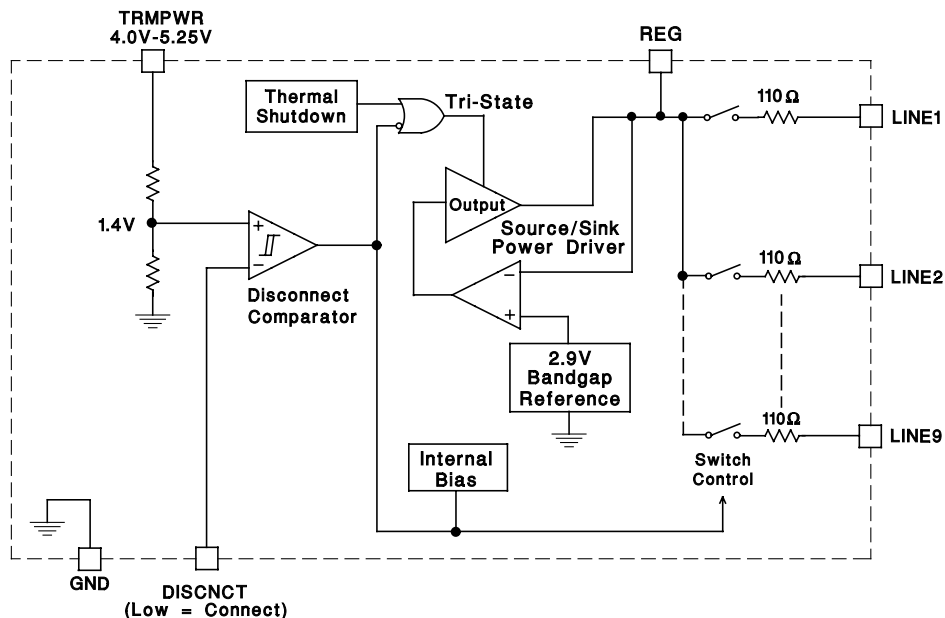 TRMPWR
4.0V-5.25V
REG
Thermal
Shutdown
Tri-State
110Ω
LINE1
1.4V
+
−
Output
Source/Sink
Power Driver
Disconnect
Comparator
−
+
110Ω
LINE2
2.9V
Bandgap
Reference
110Ω
LINE9
Internal
Bias
Switch
Control
GND
DISCNCT
(Low = Connect)